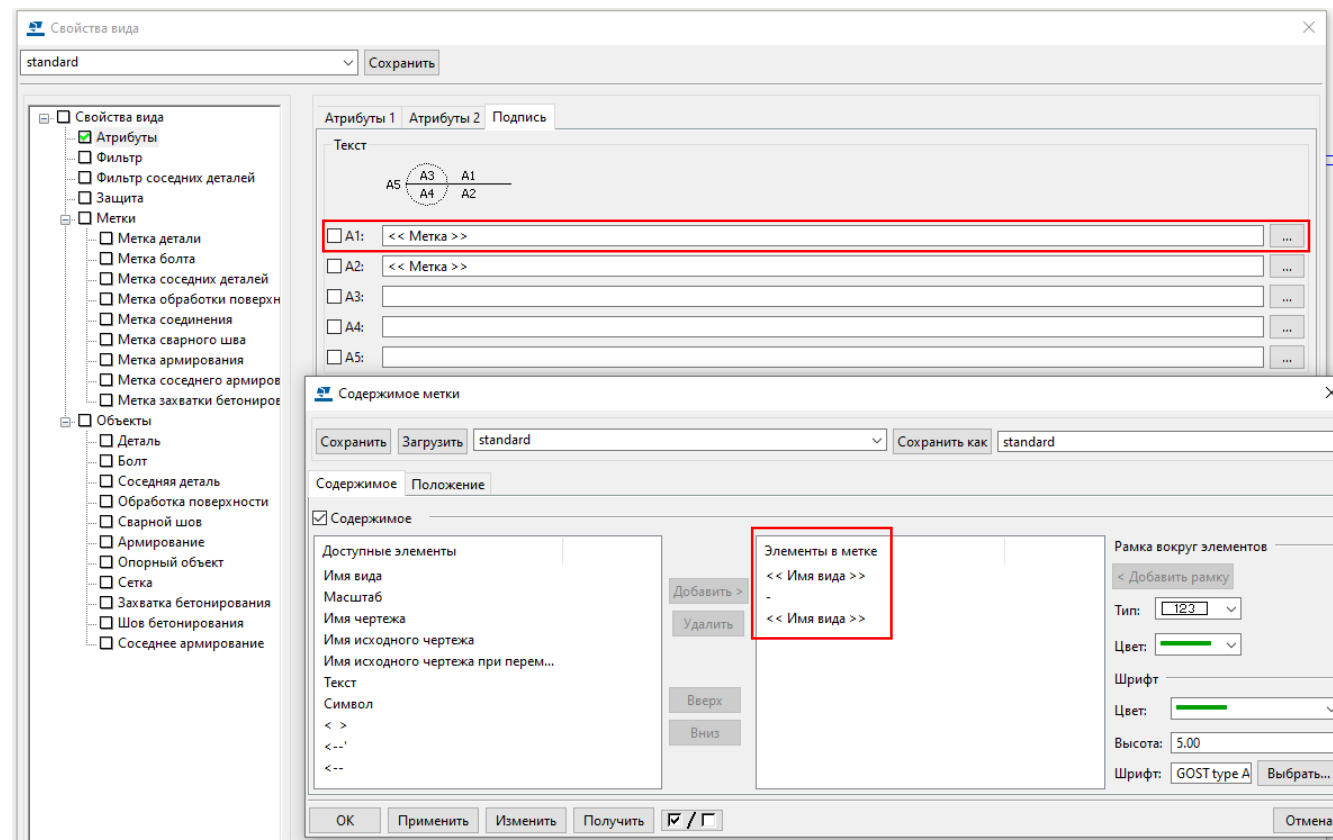 Свойства вида
standard
Сохранить
Свойства вида
Атрибуты
Фильтр
Фильтр соседних деталей
Защита
Метки
Метка детали
Метка болта
Метка соседних деталей
Метка обработки поверхн
Метка соединения
Метка сварного шва
Метка армирования
Метка соседнего армиров
Метка захватки бетониров
Объекты
Деталь
Болт
Соседняя деталь
Обработка поверхности
Сварной шов
Армирование
Опорный объект
Сетка
Захватка бетонирования
Шов бетонирования
Соседнее армирование
Атрибуты 1 Атрибуты 2 Подпись
Текст
A5 A3 A1
A4 A2
A1: << Метка >> ...
A2: << Метка >> ...
A3: ...
A4: ...
A5: ...
Содержимое метки
Сохранить Загрузить standard Сохранить как standard
Содержимое Положение
Содержимое
Доступные элементы
Имя вида
Масштаб
Имя чертежа
Имя исходного чертежа
Имя исходного чертежа при перем...
Текст
Символ
< >
<--'
<--
Добавить >
Удалить
Вверх
Вниз
Элементы в метке
<< Имя вида >>
-
<< Имя вида >>
Рамка вокруг элементов
< Добавить рамку
Тип: 123
Цвет:
Шрифт
Цвет:
Высота: 5.00
Шрифт: GOST type A Выбрать...
OK Применить Изменить Получить / Отмена